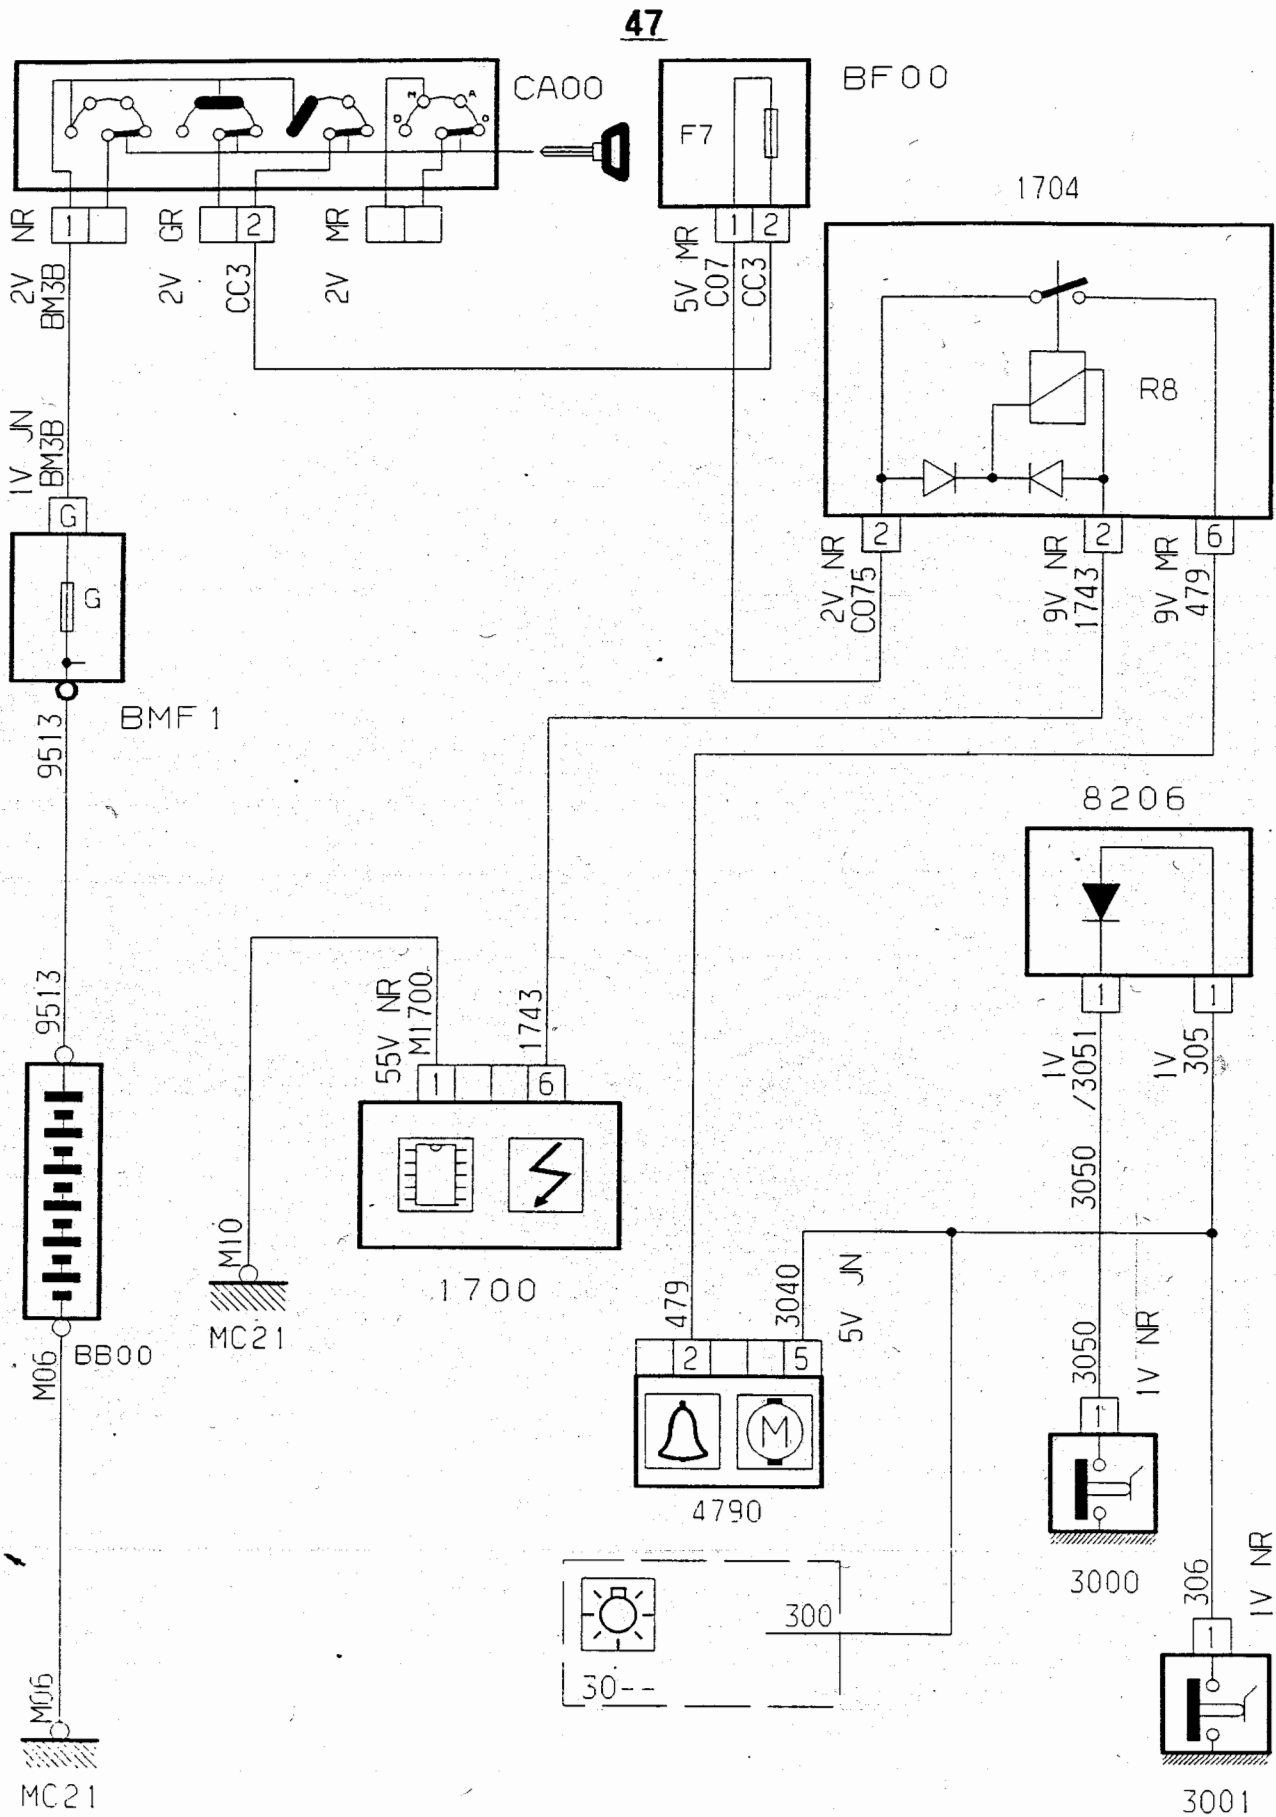 47
CA00
BF00
M
A
D
O
F7
1
2
1
2
2V NR
BM3B
2V GR
CC3
2V MR
5V MR
C07
CC3
1704
R8
1V JN
BM3B
G
G
2
2
6
2V NR
C075
9V NR
1743
9V MR
479
BMF 1
9513
8206
9513
55V NR
M1700
1743
1
6
1
1
1V
/3051
1V
305
3050
M10
MC21
1700
BB00
M06
479
3040
5V JN
2
5
M
4790
3050
1V NR
1
3000
300
30--
306
1V NR
1
3001
M06
MC21